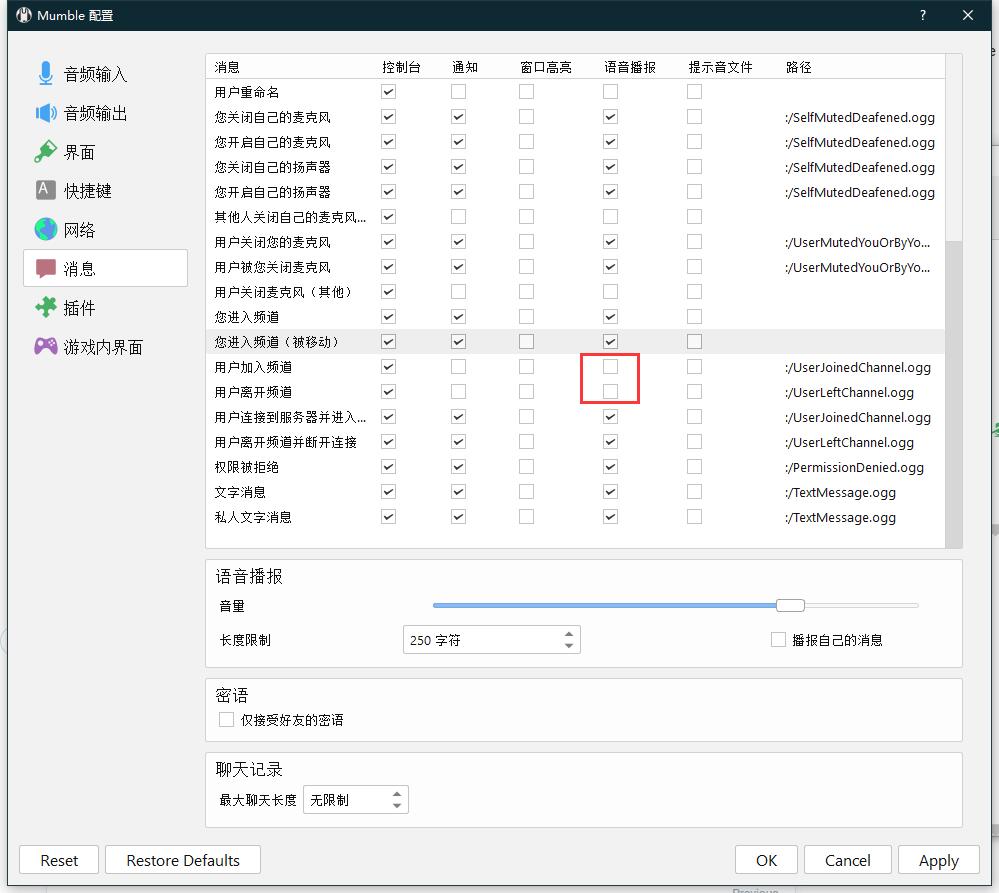 Mumble 配置
? ×
音频输入
音频输出
界面
快捷键
网络
消息
插件
游戏内界面
消息 控制台 通知 窗口高亮 语音播报 提示音文件 路径
用户重命名
您关闭自己的麦克风 :/SelfMutedDeafened.ogg
您开启自己的麦克风 :/SelfMutedDeafened.ogg
您关闭自己的扬声器 :/SelfMutedDeafened.ogg
您开启自己的扬声器 :/SelfMutedDeafened.ogg
其他人关闭自己的麦克风...
用户关闭您的麦克风 :/UserMutedYouOrByYo...
用户被您关闭麦克风 :/UserMutedYouOrByYo...
用户关闭麦克风（其他）
您进入频道
您进入频道（被移动）
用户加入频道 :/UserJoinedChannel.ogg
用户离开频道 :/UserLeftChannel.ogg
用户连接到服务器并进入... :/UserJoinedChannel.ogg
用户离开频道并断开连接 :/UserLeftChannel.ogg
权限被拒绝 :/PermissionDenied.ogg
文字消息 :/TextMessage.ogg
私人文字消息 :/TextMessage.ogg
语音播报
音量
长度限制 250 字符 播报自己的消息
密语
仅接受好友的密语
聊天记录
最大聊天长度 无限制
Reset Restore Defaults OK Cancel Apply